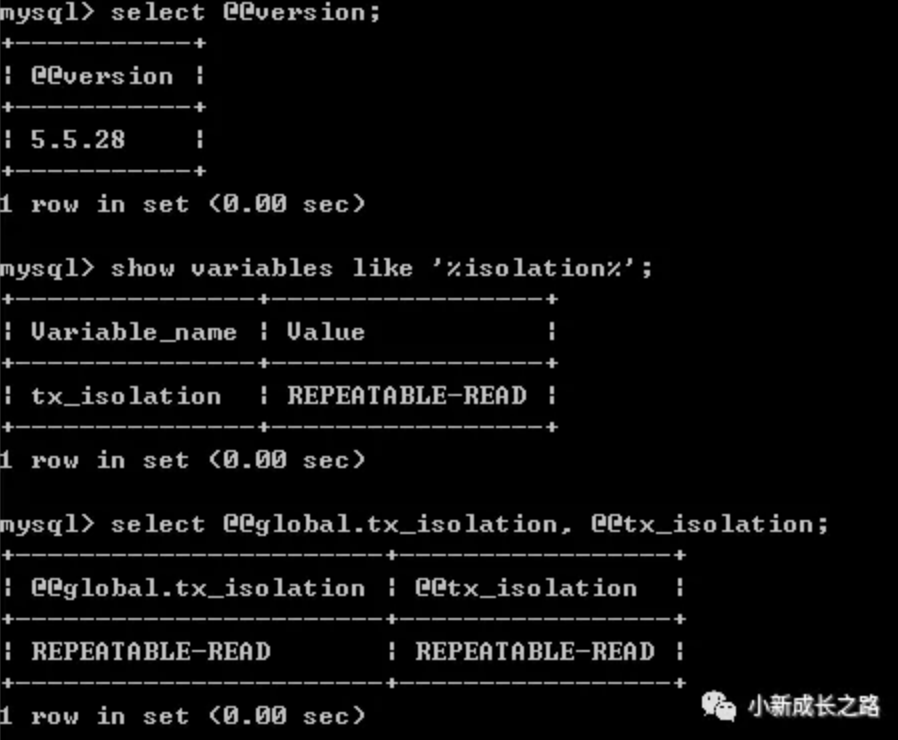 mysql> select @@version;
+-----------+
| @@version |
+-----------+
| 5.5.28    |
+-----------+
1 row in set (0.00 sec)
mysql> show variables like '%isolation%';
+---------------+-----------------+
| Variable_name | Value           |
+---------------+-----------------+
| tx_isolation  | REPEATABLE-READ |
+---------------+-----------------+
1 row in set (0.00 sec)
mysql> select @@global.tx_isolation, @@tx_isolation;
+-----------------------+-----------------+
| @@global.tx_isolation | @@tx_isolation  |
+-----------------------+-----------------+
| REPEATABLE-READ       | REPEATABLE-READ |
+-----------------------+-----------------+
1 row in set (0.00 sec)
小新成长之路